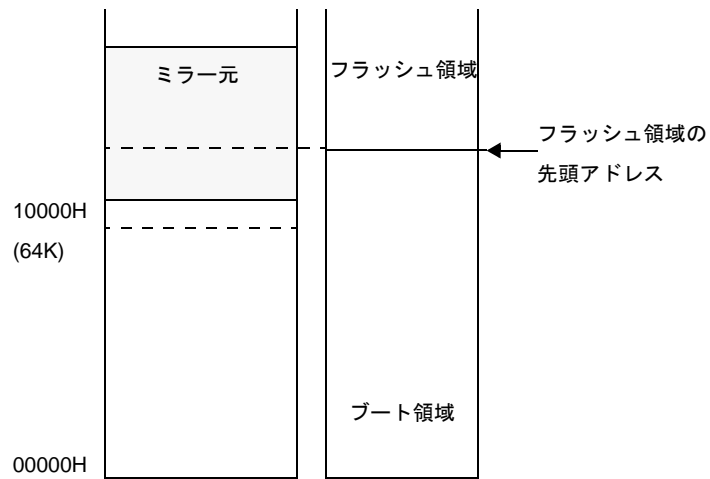 ミラー元
フラッシュ領域
フラッシュ領域の
先頭アドレス
10000H
(64K)
ブート領域
00000H